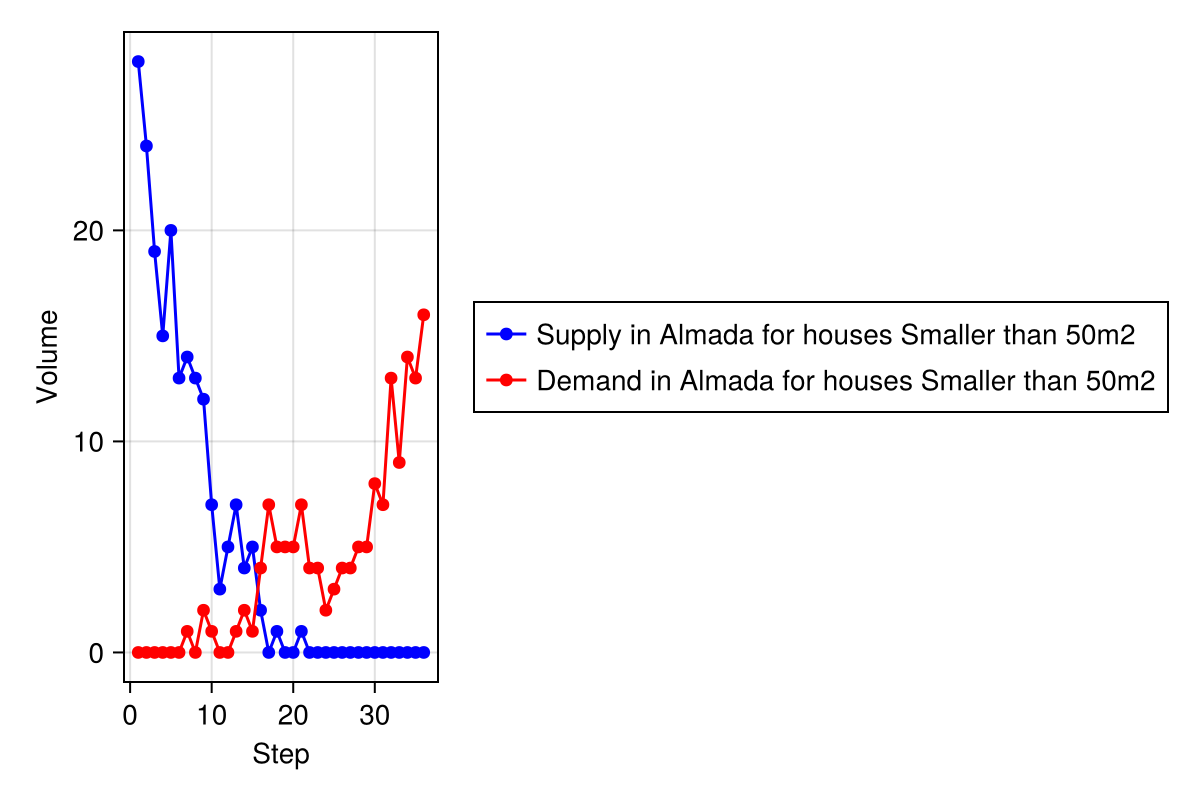 Volume
20
10
0
0 10 20 30
Step
Supply in Almada for houses Smaller than 50m2
Demand in Almada for houses Smaller than 50m2